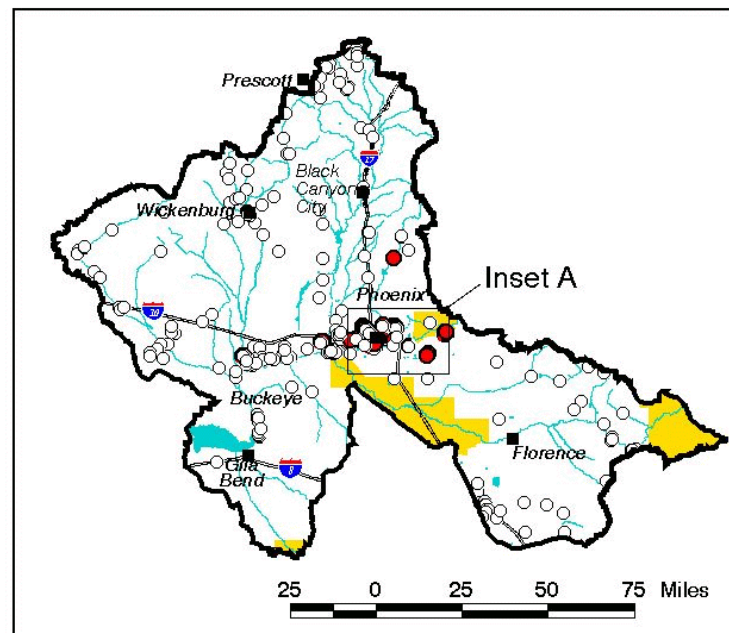 Prescott
17
Black
Canyon
City
Wickenburg
Inset A
Phoenix
10
Buckeye
Florence
Gila
Bend
8
25 0 25 50 75 Miles